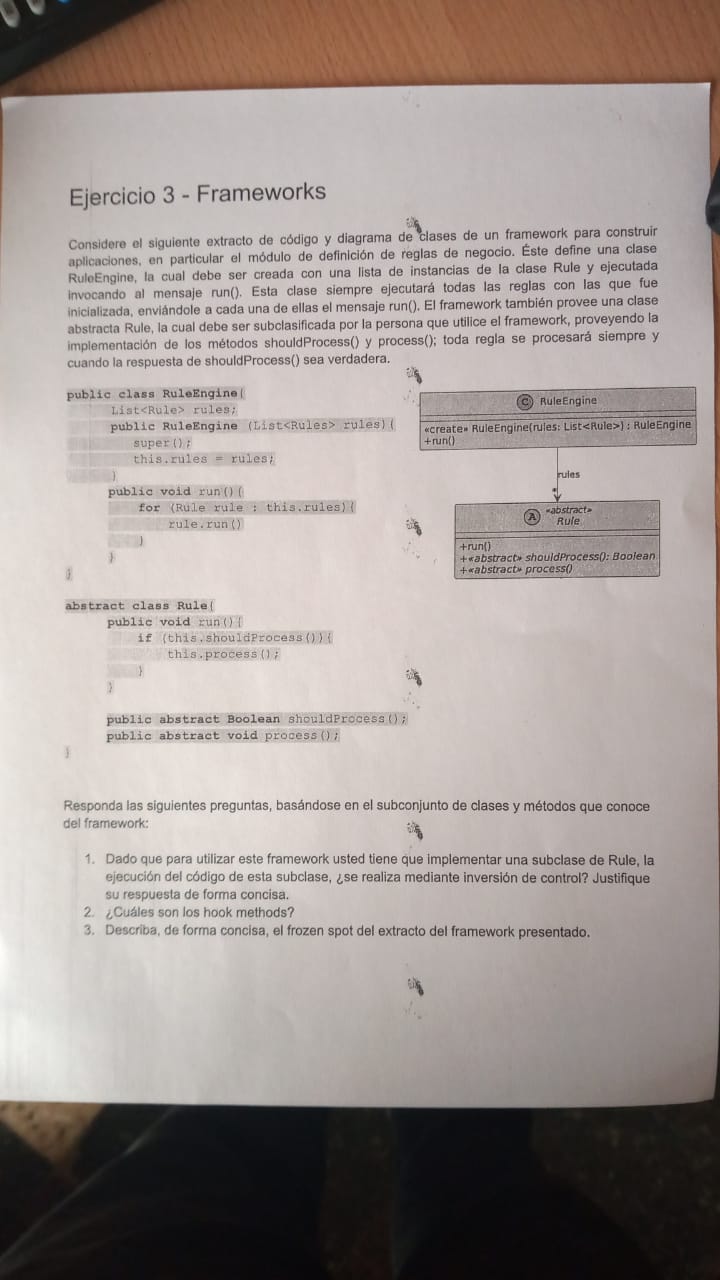 Ejercicio 3 - Frameworks
Considere el siguiente extracto de código y diagrama de clases de un framework para construir
aplicaciones, en particular el módulo de definición de reglas de negocio. Éste define una clase
RuleEngine, la cual debe ser creada con una lista de instancias de la clase Rule y ejecutada
invocando al mensaje run(). Esta clase siempre ejecutará todas las reglas con las que fue
inicializada, enviándole a cada una de ellas el mensaje run(). El framework también provee una clase
abstracta Rule, la cual debe ser subclasificada por la persona que utilice el framework, proveyendo la
implementación de los métodos shouldProcess() y process(); toda regla se procesará siempre y
cuando la respuesta de shouldProcess() sea verdadera.
public class RuleEngine{
List<Rule> rules;
public RuleEngine (List<Rules> rules){
super();
this.rules = rules;
}
public void run(){
for (Rule rule : this.rules){
rule.run()
}
}
}
C RuleEngine
«create» RuleEngine(rules: List<Rule>) : RuleEngine
+run()
rules
*
A «abstract»
Rule
+run()
+«abstract» shouldProcess(): Boolean
+«abstract» process()
abstract class Rule{
public void run(){
if (this.shouldProcess()){
this.process();
}
}
public abstract Boolean shouldProcess();
public abstract void process();
}
Responda las siguientes preguntas, basándose en el subconjunto de clases y métodos que conoce
del framework:
1. Dado que para utilizar este framework usted tiene que implementar una subclase de Rule, la
ejecución del código de esta subclase, ¿se realiza mediante inversión de control? Justifique
su respuesta de forma concisa.
2. ¿Cuáles son los hook methods?
3. Describa, de forma concisa, el frozen spot del extracto del framework presentado.